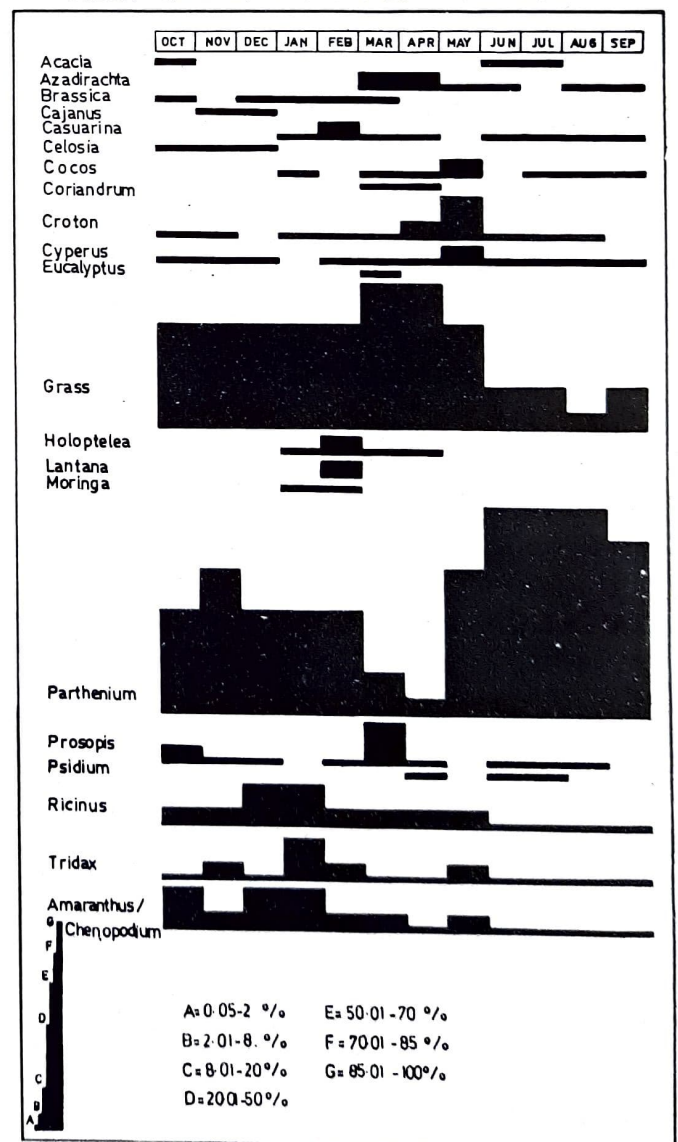 OCT NOV DEC JAN FEB MAR APR MAY JUN JUL AUG SEP
Acacia
Azadirachta
Brassica
Cajanus
Casuarina
Celosia
Cocos
Coriandrum
Croton
Cyperus
Eucalyptus
Grass
Holoptelea
Lantana
Moringa
Parthenium
Prosopis
Psidium
Ricinus
Tridax
Amaranthus/
Chenopodium
G
F
E
D
C
B
A
A=0.05-2 %
B=2.01-8. %
C=8.01-20%
D=20.01-50%
E=50.01-70 %
F=70.01-85 %
G=85.01-100%